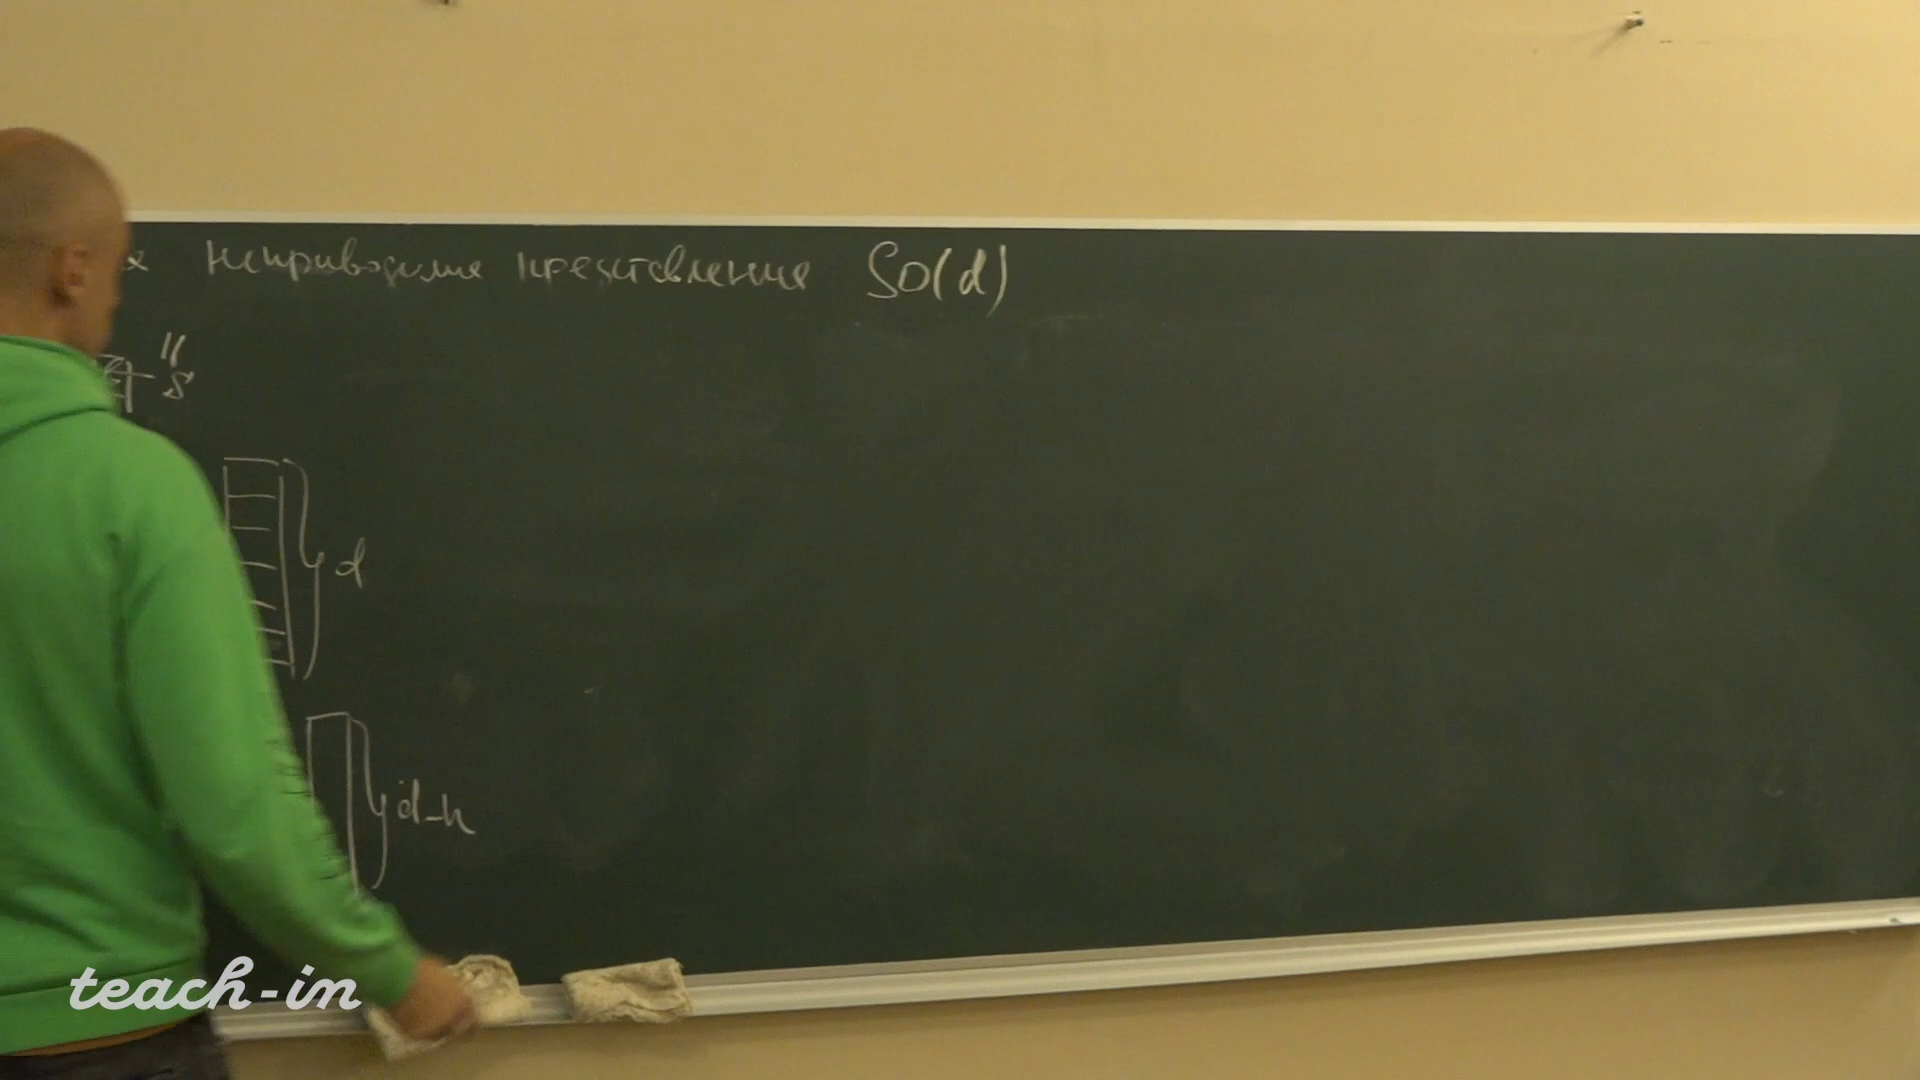 неприводимые представления SO(d)
S
d
d-n
teach-in